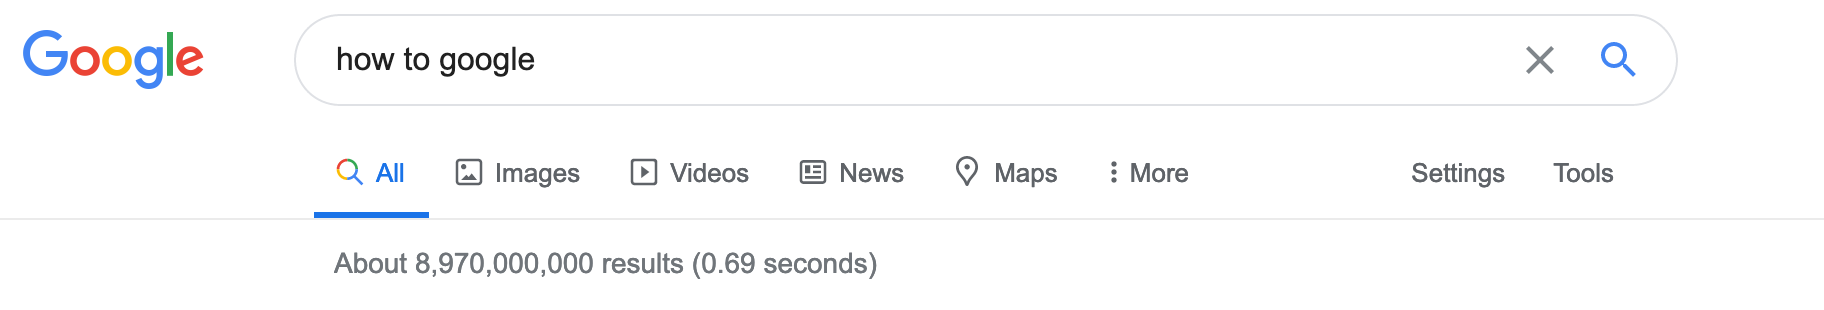 Google how to google
All Images Videos News Maps More Settings Tools
About 8,970,000,000 results (0.69 seconds)